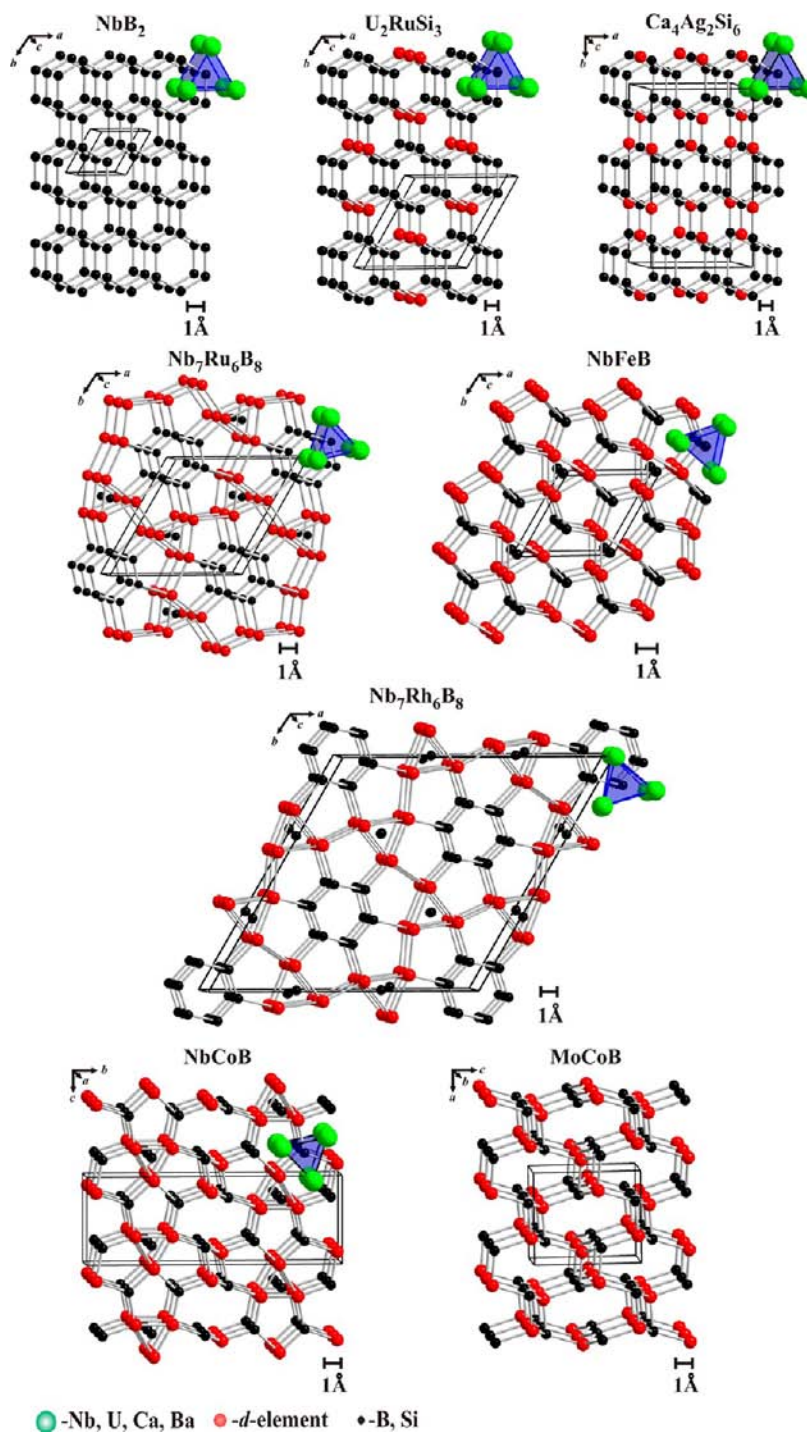 NbB₂ U₂RuSi₃ Ca₄Ag₂Si₆
a c b a c b a c b
1Å 1Å 1Å
Nb₇Ru₆B₈ NbFeB
a c b a c b
1Å 1Å
Nb₇Rh₆B₈
a c b
1Å
NbCoB MoCoB
b a c c b a
1Å 1Å
-Nb, U, Ca, Ba -d-element -B, Si